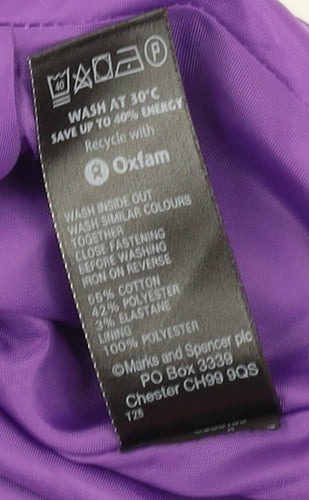 40 P
WASH AT 30°C
SAVE UP TO 40% ENERGY
Recycle with
Oxfam
WASH INSIDE OUT
WASH SIMILAR COLOURS
TOGETHER
CLOSE FASTENING
BEFORE WASHING
IRON ON REVERSE
55% COTTON
42% POLYESTER
3% ELASTANE
LINING
100% POLYESTER
©Marks and Spencer plc
PO Box 3339
Chester CH99 9QS
T25